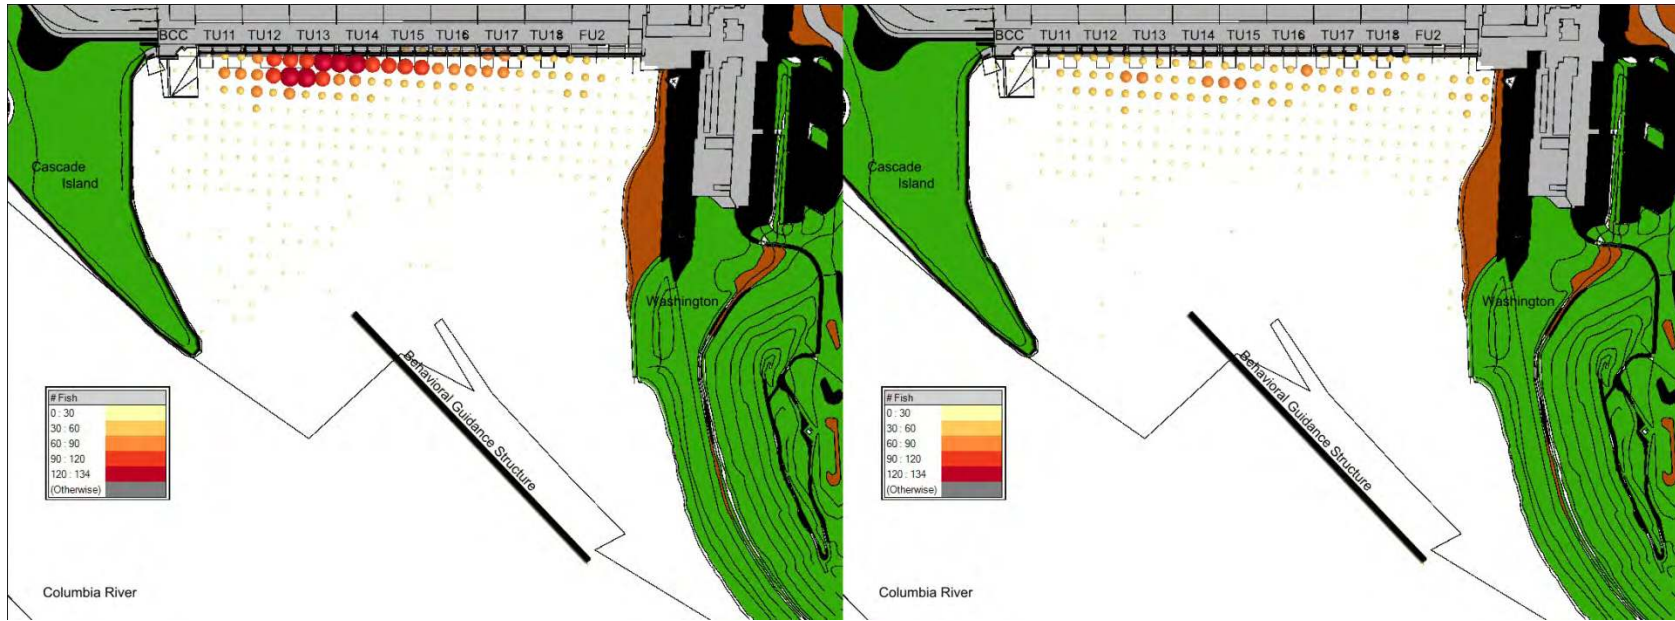 BCC TU11 TU12 TU13 TU14 TU15 TU16 TU17 TU18 FU2
Cascade
Island
Washington
Behavioral Guidance Structure
# Fish
0 : 30
30 : 60
60 : 90
90 : 120
120 : 134
(Otherwise)
Columbia River
BCC TU11 TU12 TU13 TU14 TU15 TU16 TU17 TU18 FU2
Cascade
Island
Washington
Behavioral Guidance Structure
# Fish
0 : 30
30 : 60
60 : 90
90 : 120
120 : 134
(Otherwise)
Columbia River